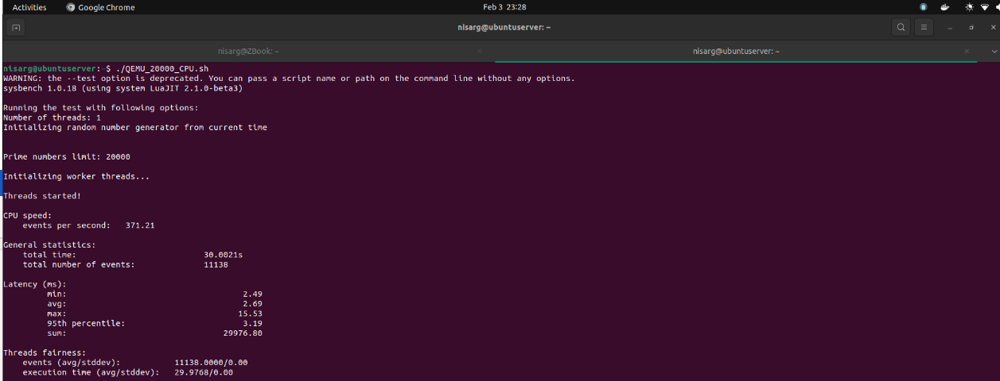 Activities Google Chrome Feb 3 23:28
nisarg@ubuntuserver: ~
nisarg@ZBook: ~ nisarg@ubuntuserver: ~
nisarg@ubuntuserver:~$ ./QEMU_20000_CPU.sh
WARNING: the --test option is deprecated. You can pass a script name or path on the command line without any options.
sysbench 1.0.18 (using system LuaJIT 2.1.0-beta3)
Running the test with following options:
Number of threads: 1
Initializing random number generator from current time
Prime numbers limit: 20000
Initializing worker threads...
Threads started!
CPU speed:
events per second: 371.21
General statistics:
total time: 30.0021s
total number of events: 11138
Latency (ms):
min: 2.49
avg: 2.69
max: 15.53
95th percentile: 3.19
sum: 29976.80
Threads fairness:
events (avg/stddev): 11138.0000/0.00
execution time (avg/stddev): 29.9768/0.00